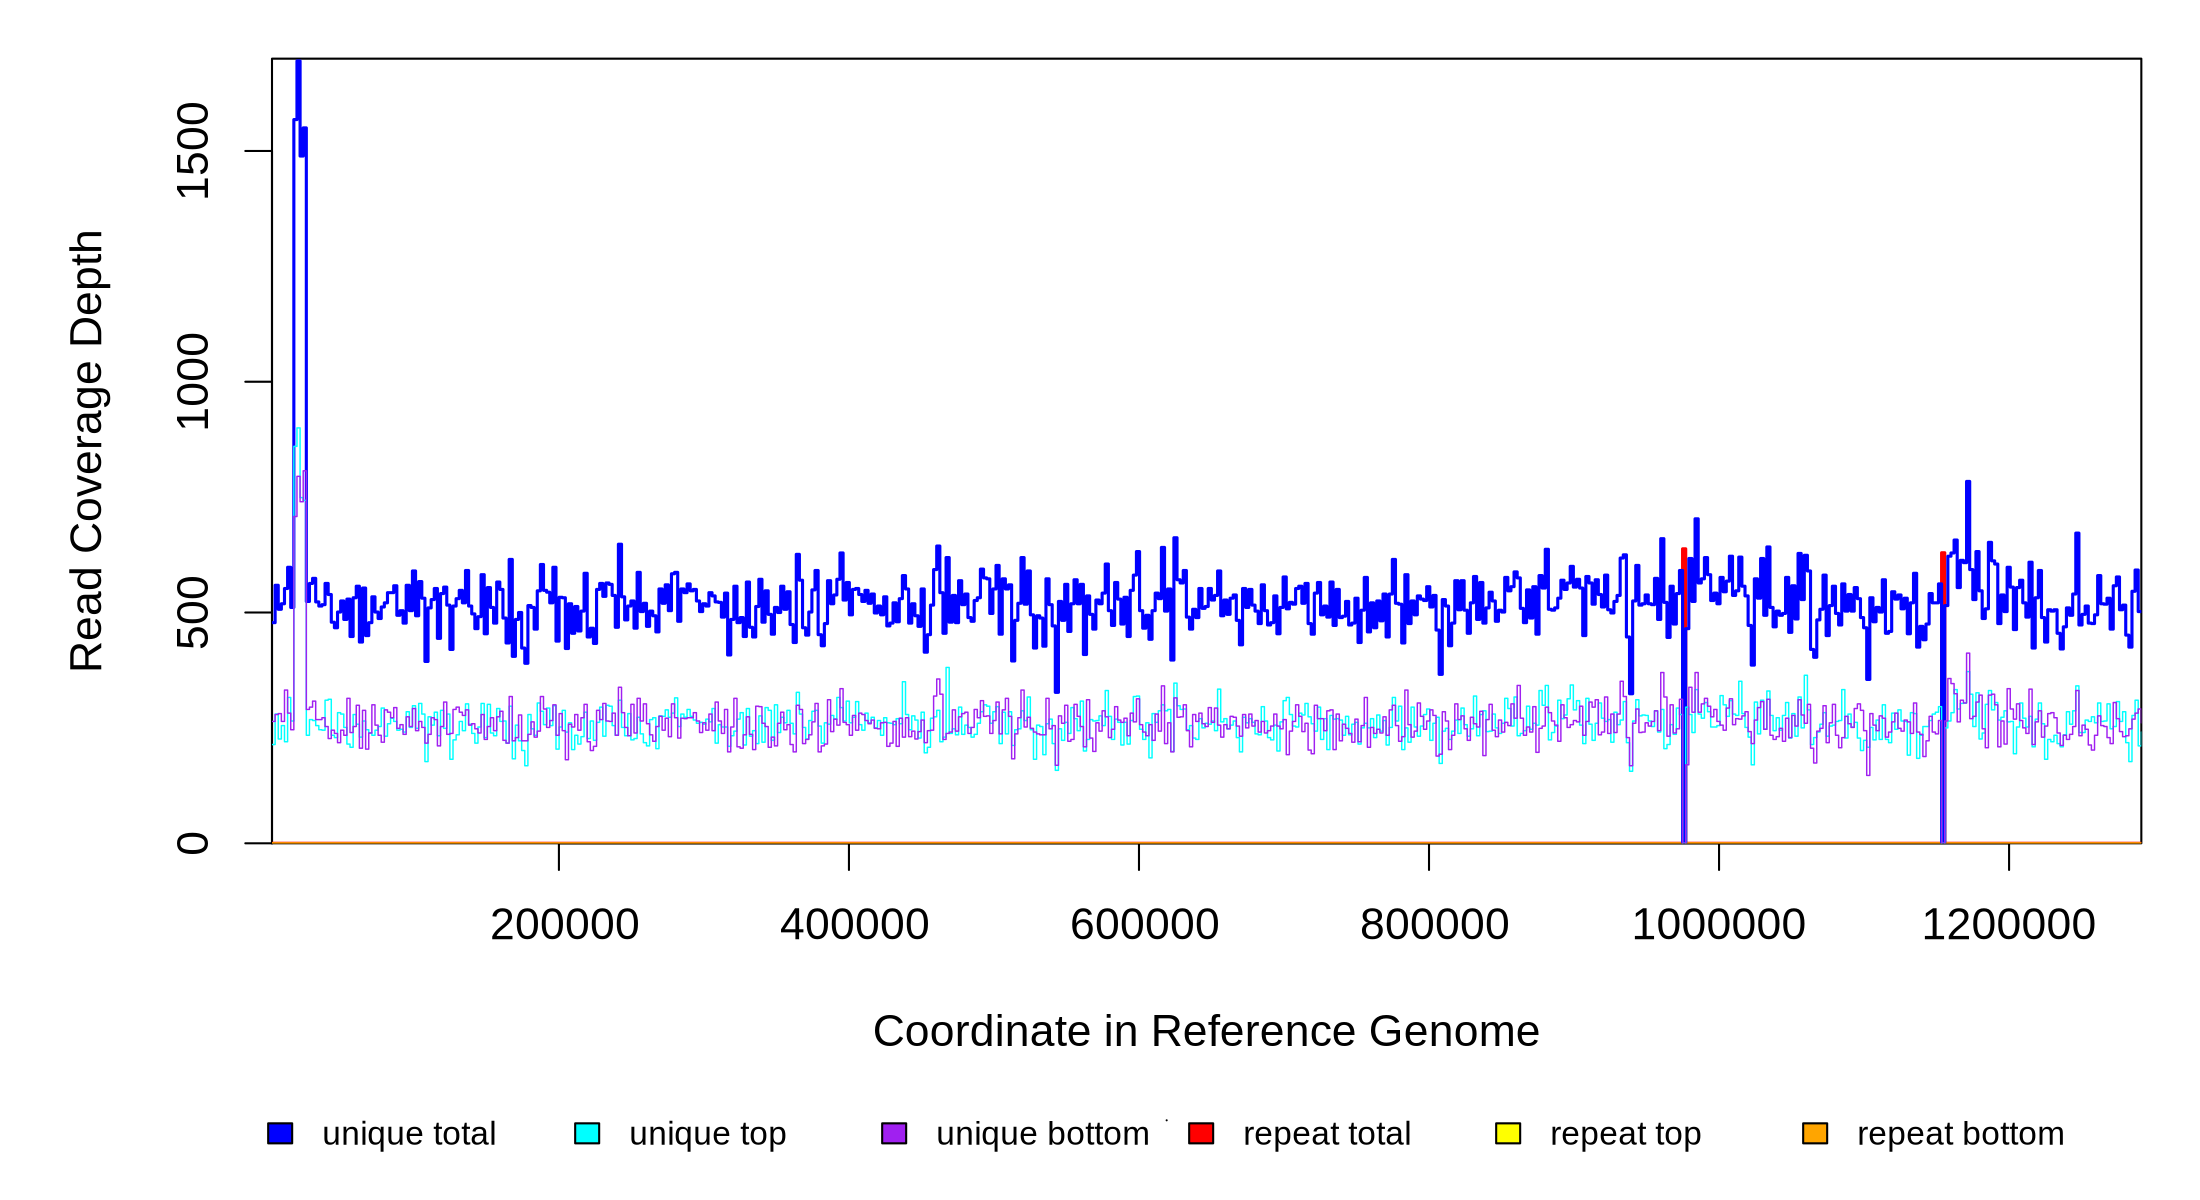 Read Coverage Depth
1500
1000
500
0
200000 400000 600000 800000 1000000 1200000
Coordinate in Reference Genome
unique total unique top unique bottom repeat total repeat top repeat bottom